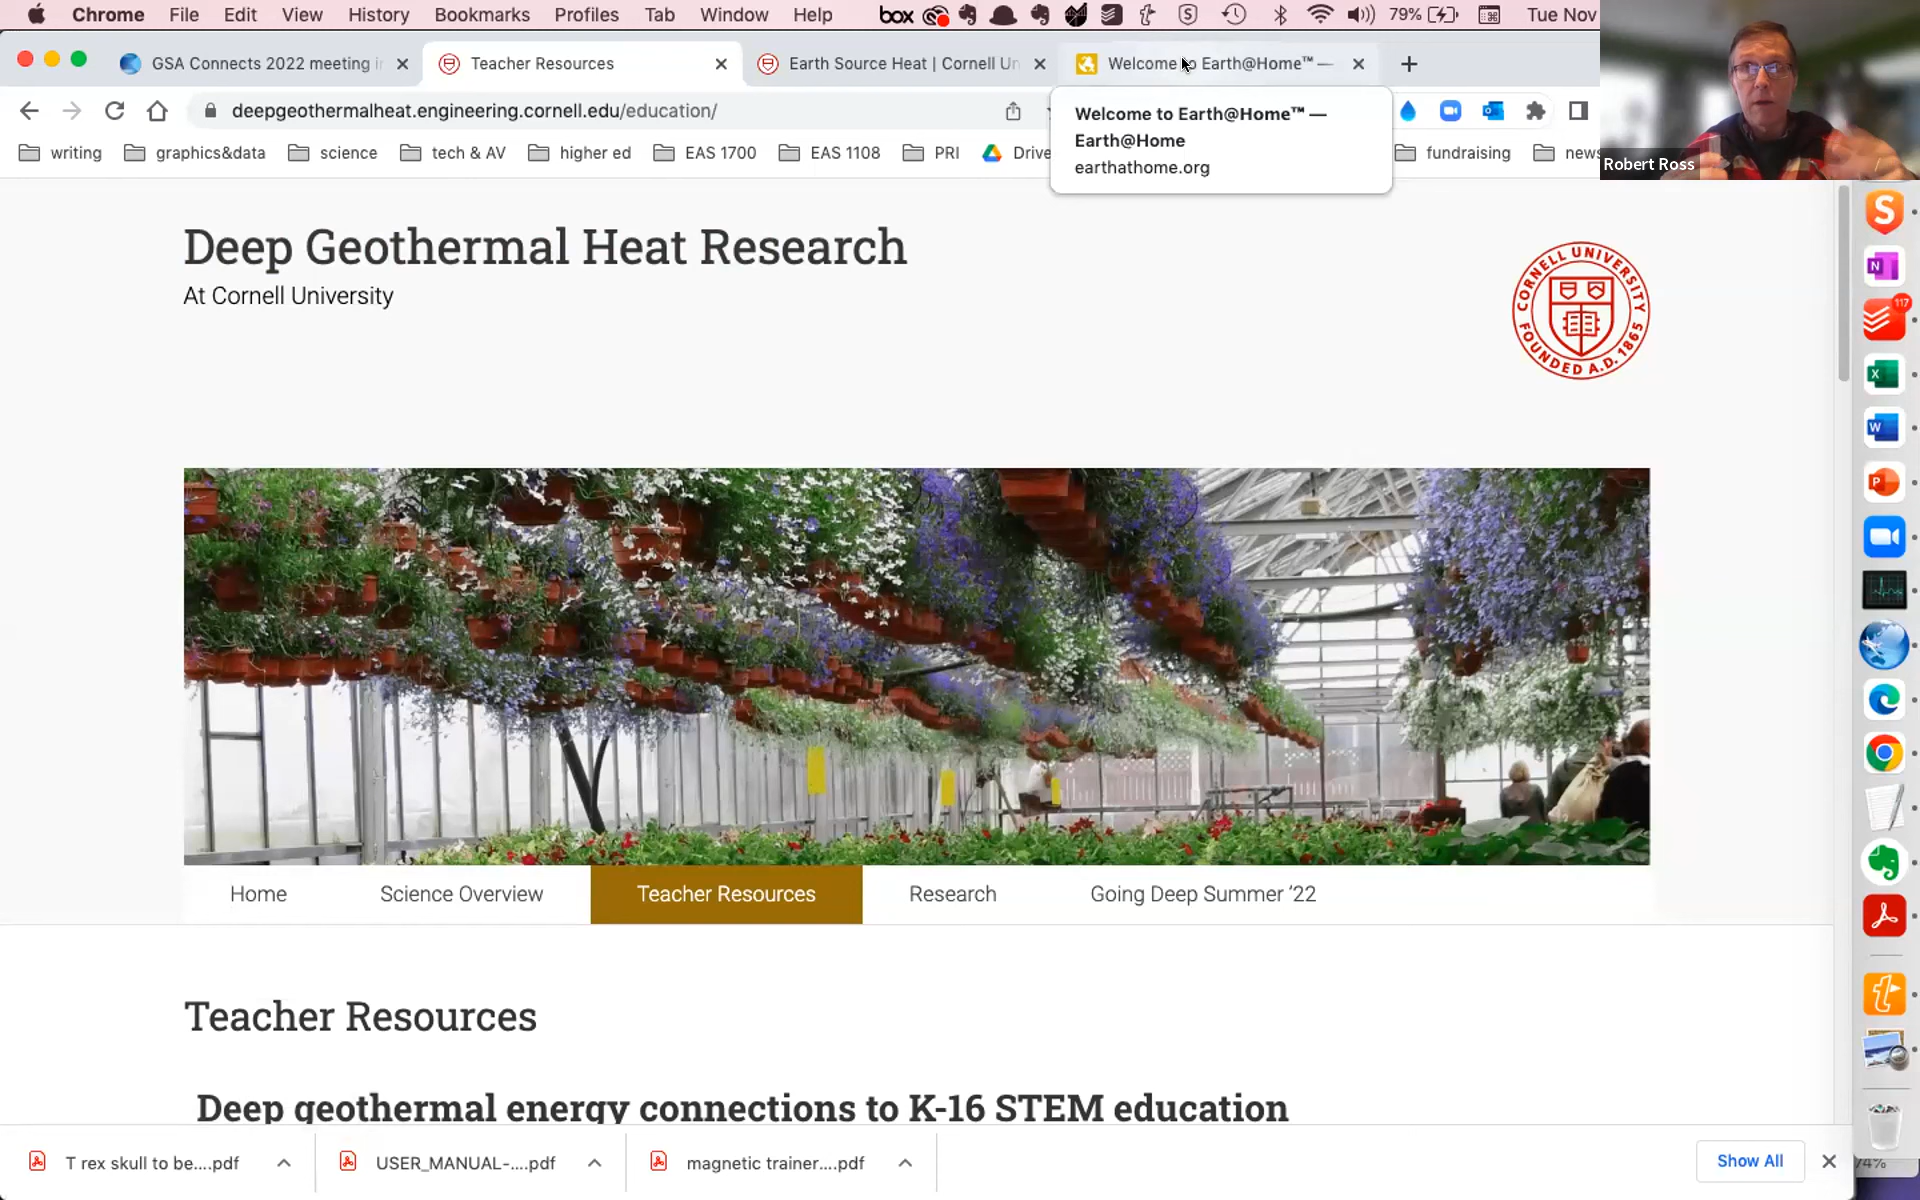 Chrome File Edit View History Bookmarks Profiles Tab Window Help box 79% Tue Nov
GSA Connects 2022 meeting i
Teacher Resources
Earth Source Heat | Cornell Un
Welcome to Earth@Home™ —
deepgeothermalheat.engineering.cornell.edu/education/
Welcome to Earth@Home™ —
Earth@Home
earthathome.org
writing graphics&data science tech & AV higher ed EAS 1700 EAS 1108 PRI Drive fundraising news
Robert Ross
Deep Geothermal Heat Research
At Cornell University
CORNELL UNIVERSITY
FOUNDED A.D. 1865
117
Home Science Overview Teacher Resources Research Going Deep Summer ’22
Teacher Resources
Deep geothermal energy connections to K-16 STEM education
T rex skull to be....pdf
USER_MANUAL-....pdf
magnetic trainer....pdf
Show All
74%